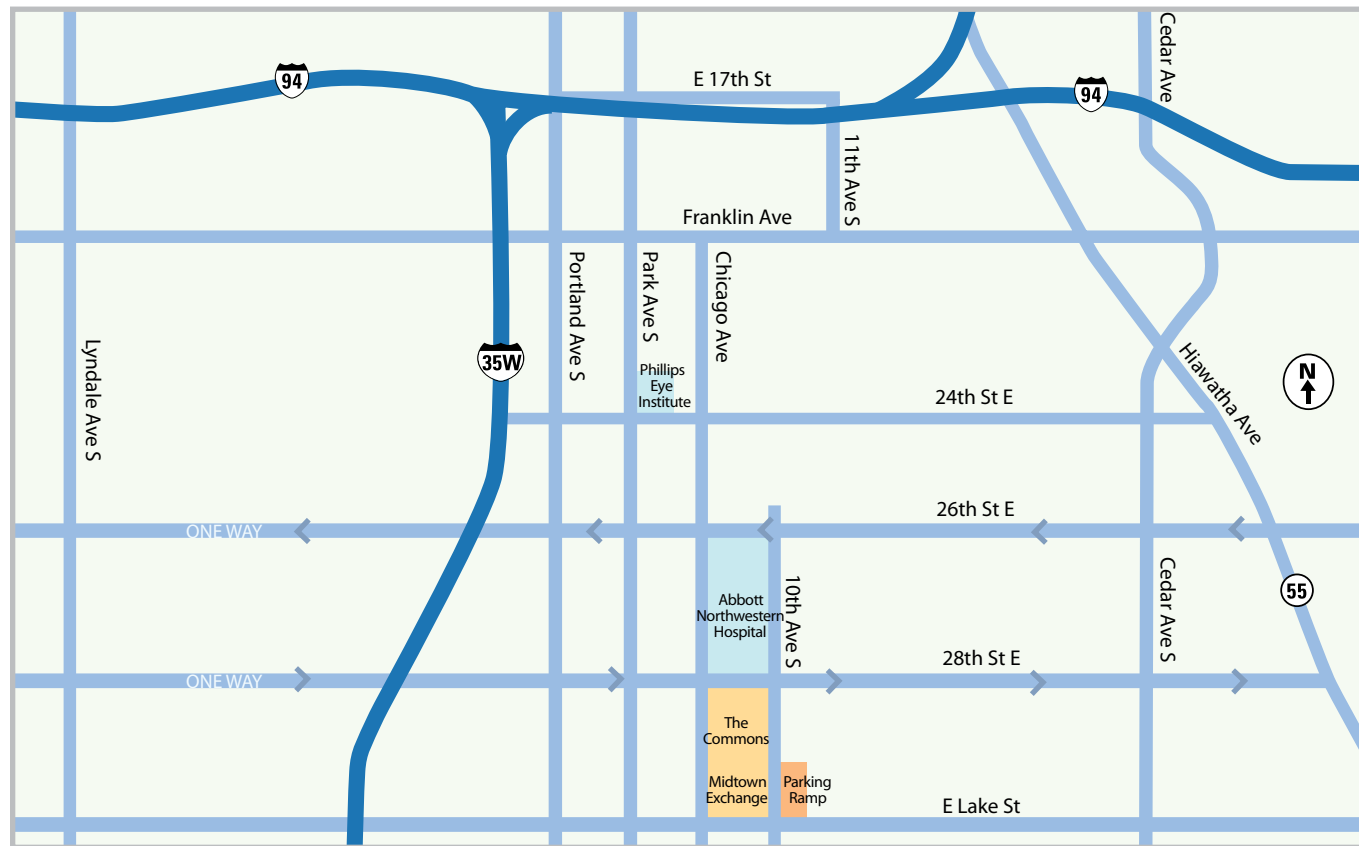 Cedar Ave
94
E 17th St
94
11th Ave S
Franklin Ave
Portland Ave S
Park Ave S
Chicago Ave
Lyndale Ave S
35W
Phillips
Eye
Institute
Hiawatha Ave
N
24th St E
26th St E
ONE WAY
Abbott
Northwestern
Hospital
10th Ave S
Cedar Ave S
55
28th St E
ONE WAY
The
Commons
Midtown
Exchange
Parking
Ramp
E Lake St